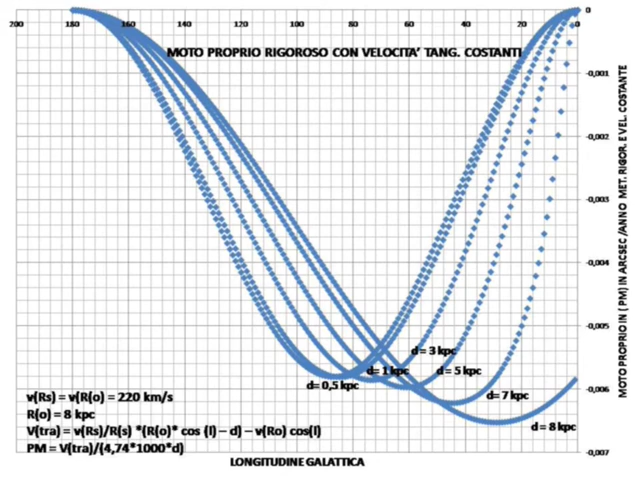 200 180 160 140 120 100 80 60 40 20 0
MOTO PROPRIO RIGOROSO CON VELOCITA' TANG. COSTANTI
0
-0,001
-0,002
-0,003
-0,004
-0,005
-0,006
-0,007
MOTO PROPRIO IN ( PM) IN ARCSEC /ANNO MET. RIGOR. E VEL. COSTANTE
d= 0,5 kpc
d= 1 kpc
d= 3 kpc
d= 5 kpc
d= 7 kpc
d= 8 kpc
v(Rs) = v(R(o) = 220 km/s
R(o) = 8 kpc
V(tra) = v(Rs)/R(s) *(R(o)* cos (l) – d) – v(Ro) cos(l)
PM = V(tra)/(4,74*1000*d)
LONGITUDINE GALATTICA